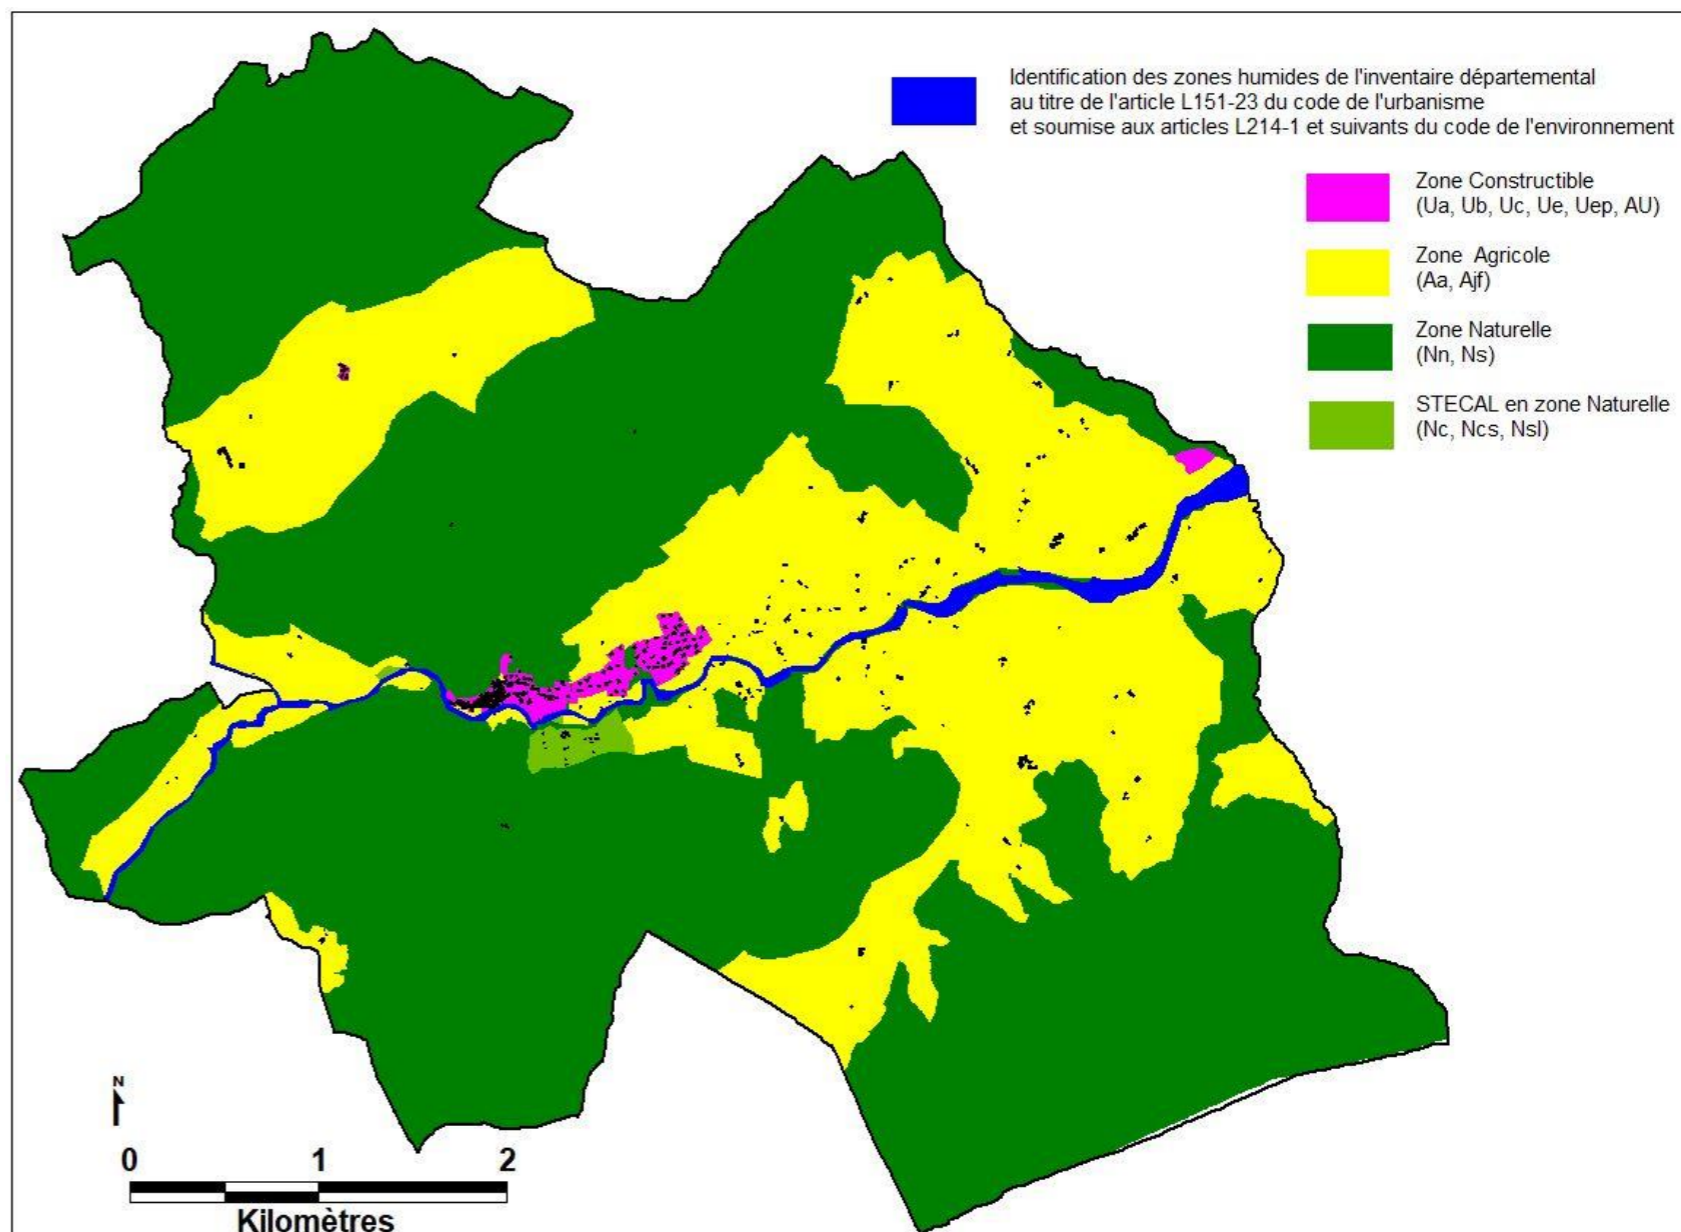 Identification des zones humides de l'inventaire départemental
au titre de l'article L151-23 du code de l'urbanisme
et soumise aux articles L214-1 et suivants du code de l'environnement
Zone Constructible
(Ua, Ub, Uc, Ue, Uep, AU)
Zone Agricole
(Aa, Ajf)
Zone Naturelle
(Nn, Ns)
STECAL en zone Naturelle
(Nc, Ncs, Nsl)
N
0 1 2
Kilomètres